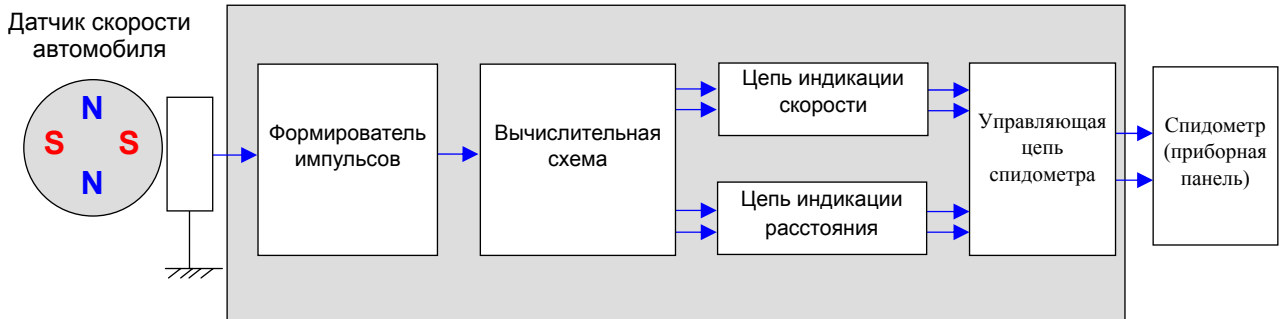 Датчик скорости
автомобиля
N
S
S
N
Формирователь
импульсов
Вычислительная
схема
Цепь индикации
скорости
Цепь индикации
расстояния
Управляющая
цепь
спидометра
Спидометр
(приборная
панель)